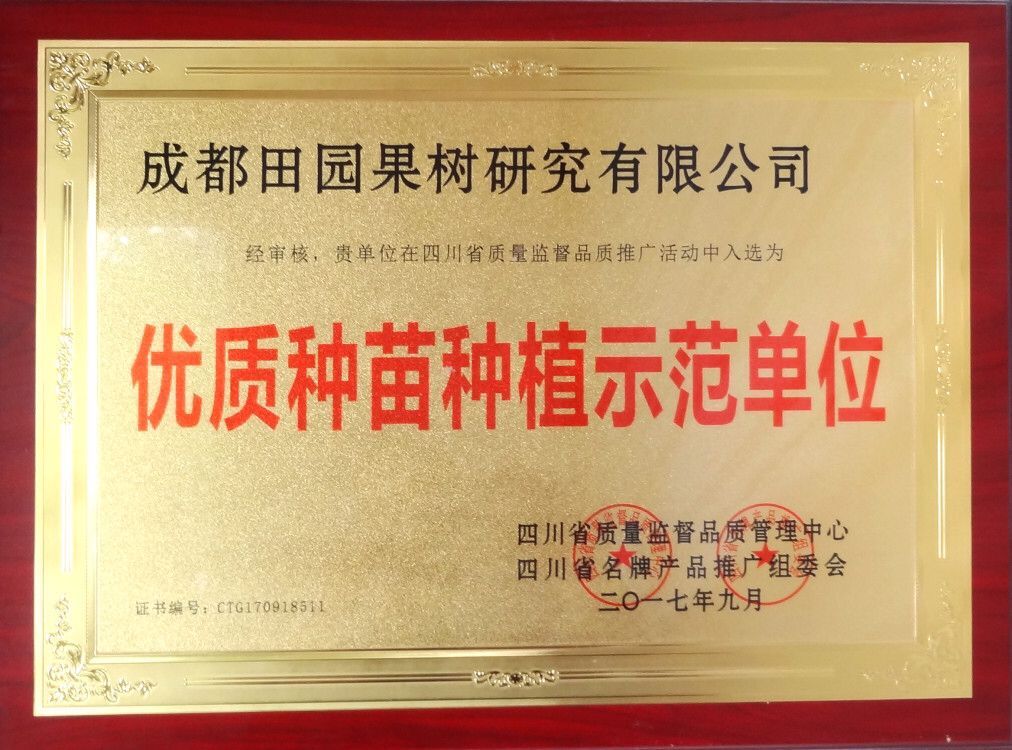 成都田园果树研究有限公司
经审核，贵单位在四川省质量监督品质推广活动中入选为
优质种苗种植示范单位
四川省质量监督品质管理中心
四川省名牌产品推广组委会
二〇一七年九月
证书编号：CTG170918511